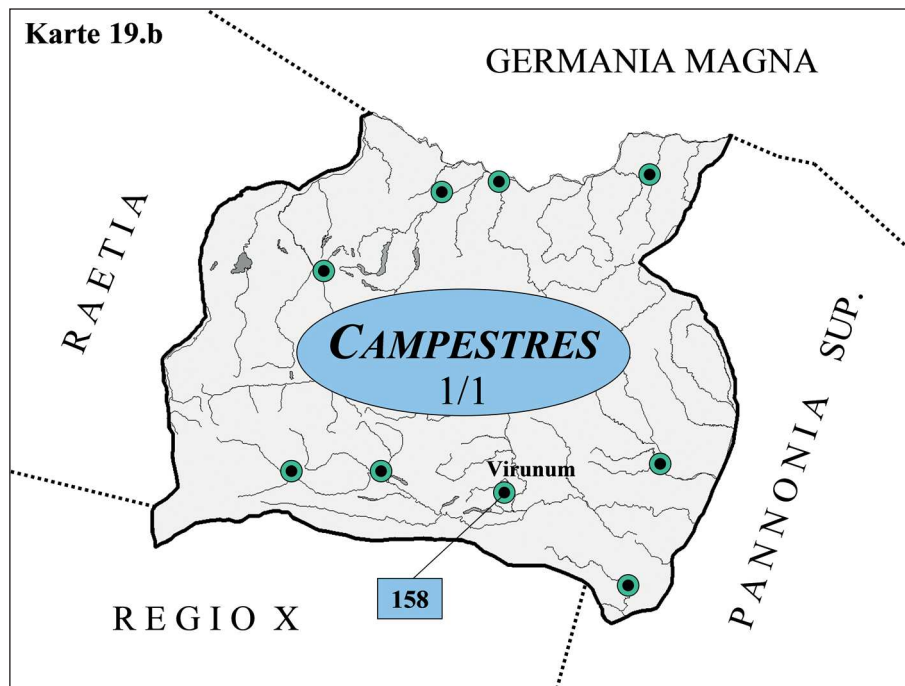 Karte 19.b
GERMANIA MAGNA
RAETIA
CAMPESTRES
1/1
PANNONIA SUP.
Virunum
158
REGIO X